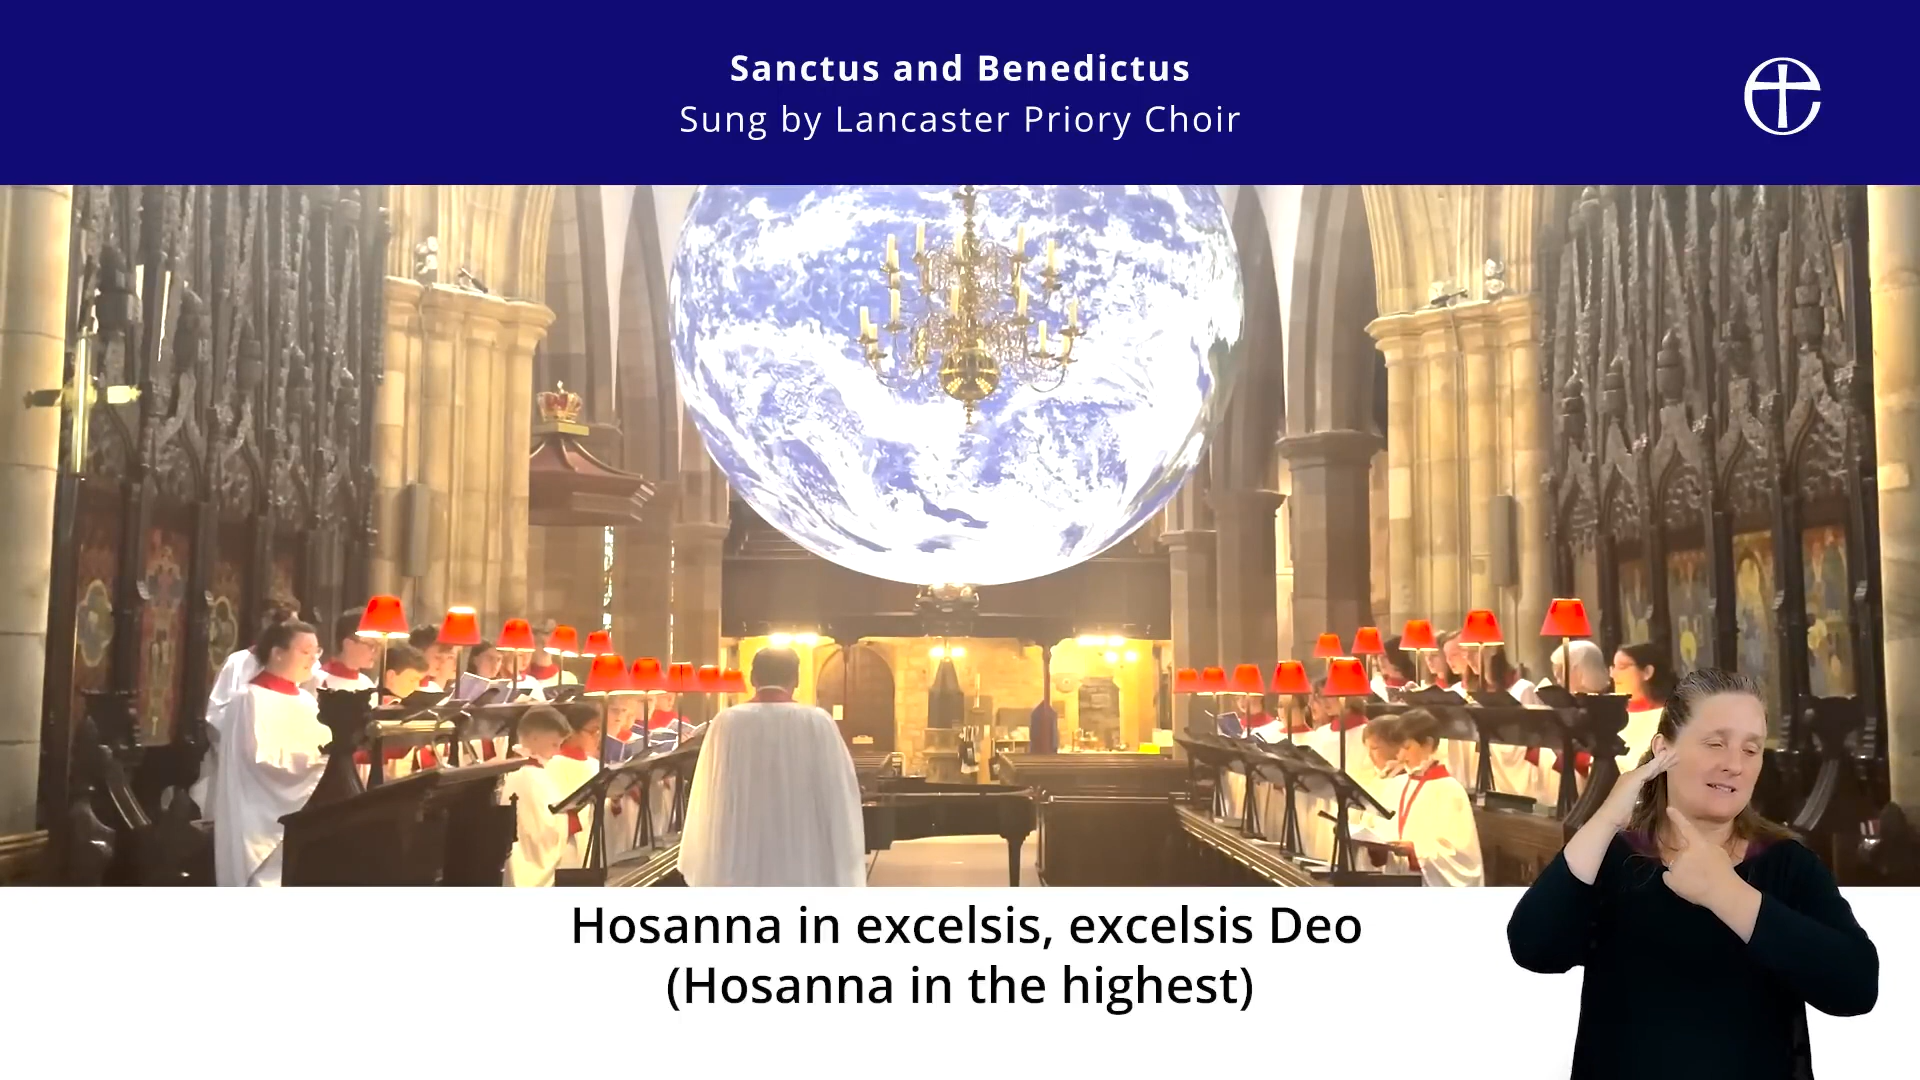 Sanctus and Benedictus
Sung by Lancaster Priory Choir
Hosanna in excelsis, excelsis Deo
(Hosanna in the highest)